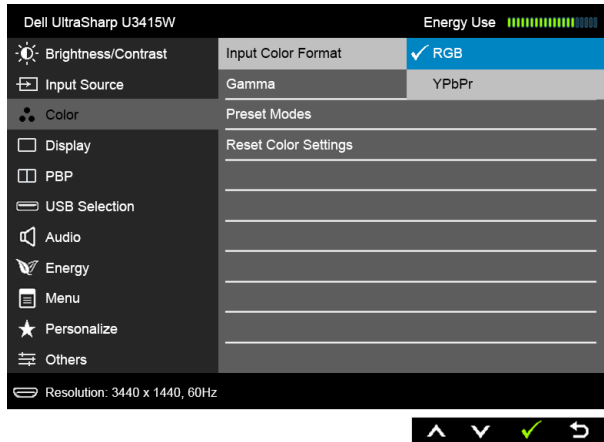 Dell UltraSharp U3415W
Energy Use
Brightness/Contrast
Input Color Format
RGB
Input Source
Gamma
YPbPr
Color
Preset Modes
Display
Reset Color Settings
PBP
USB Selection
Audio
Energy
Menu
Personalize
Others
Resolution: 3440 x 1440, 60Hz